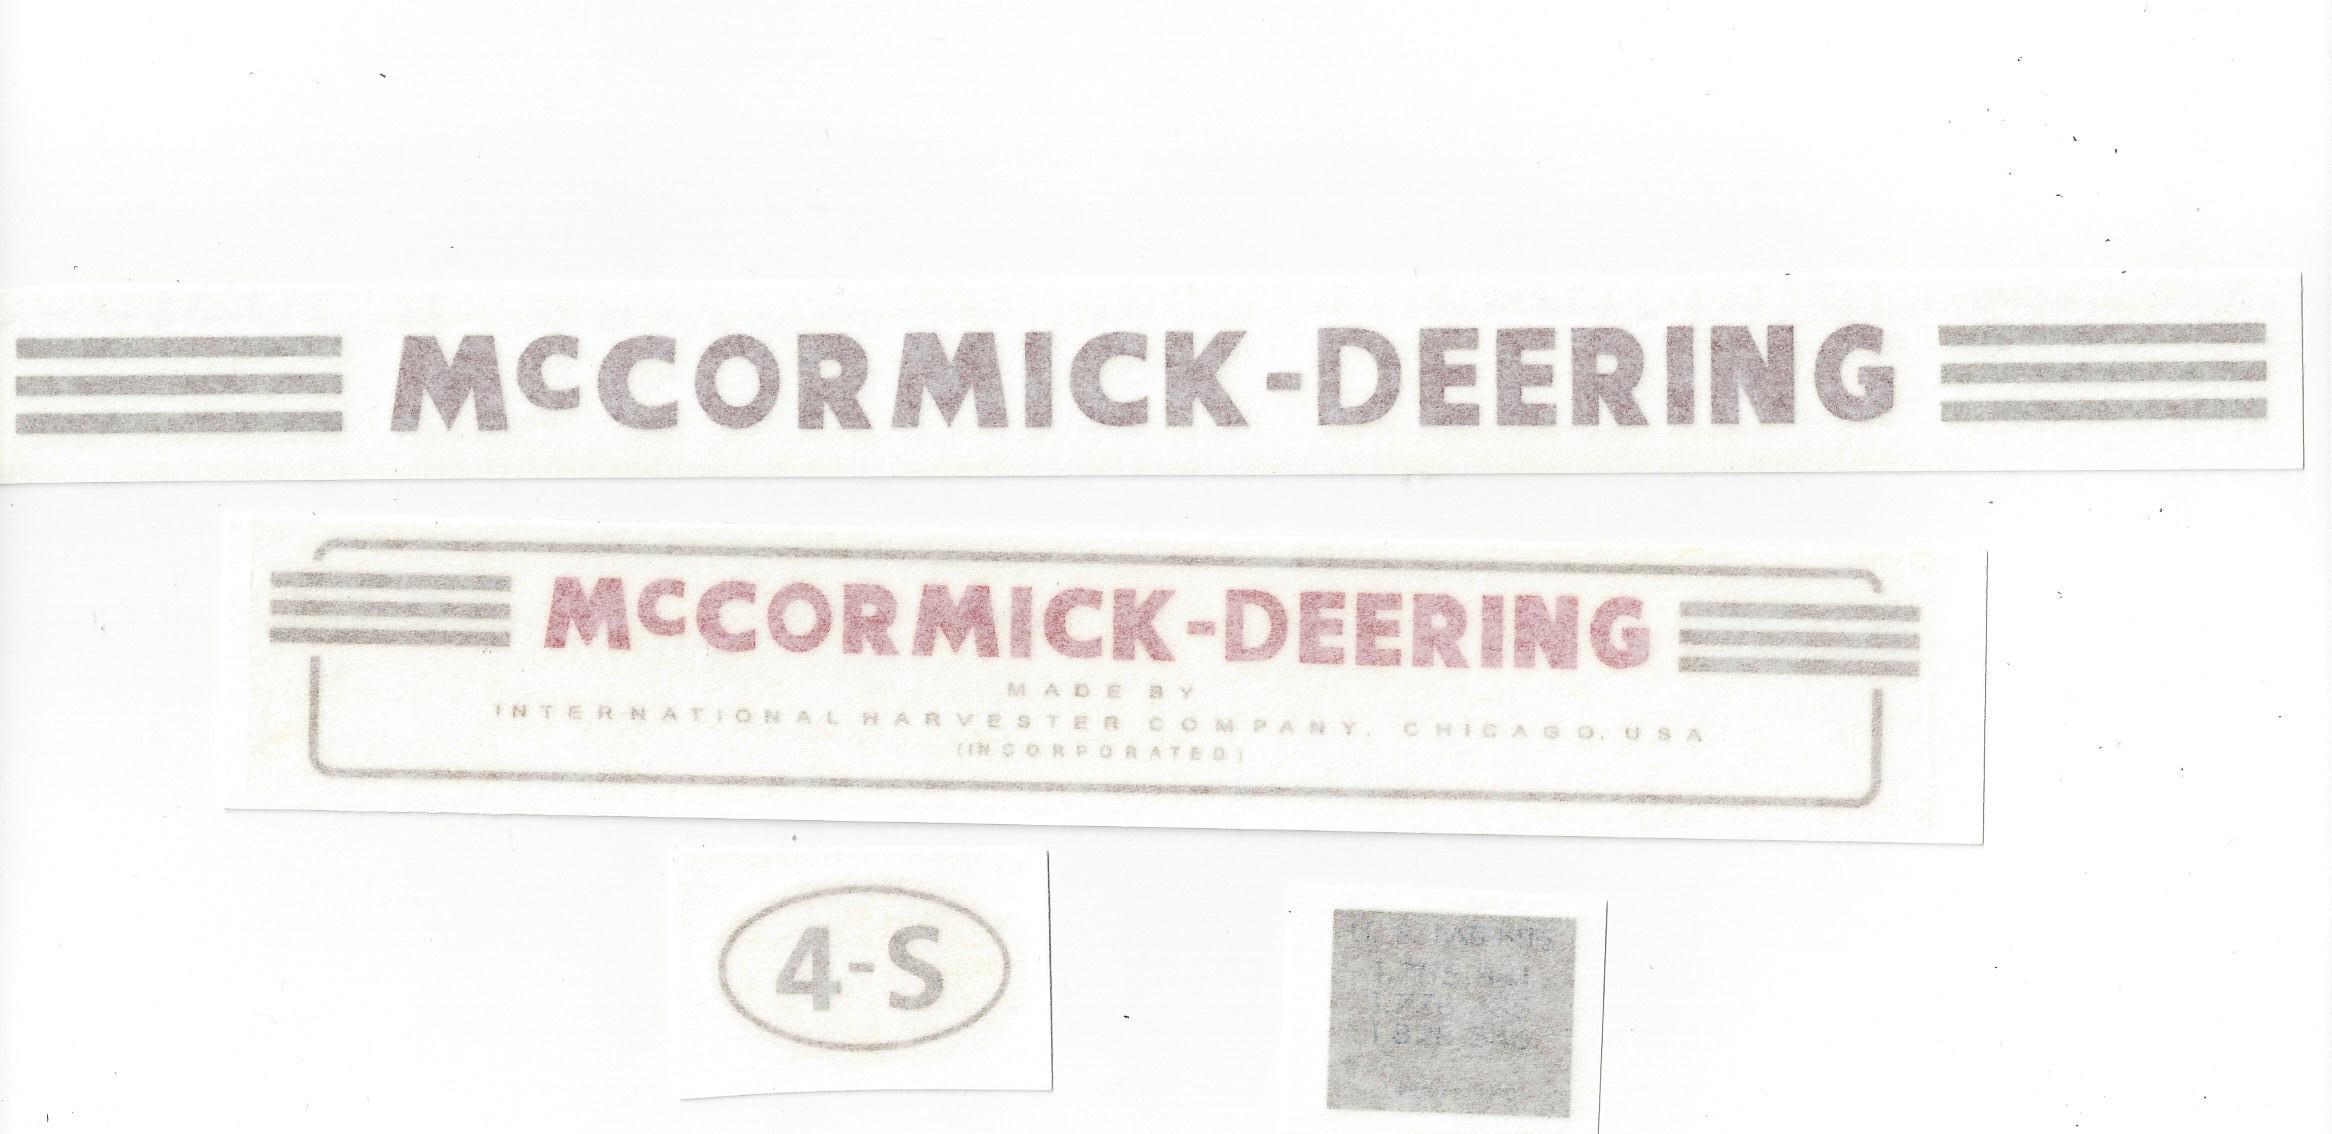 McCORMICK-DEERING
McCORMICK-DEERING
MADE BY
INTERNATIONAL HARVESTER COMPANY, CHICAGO, USA
(INCORPORATED)
4-S